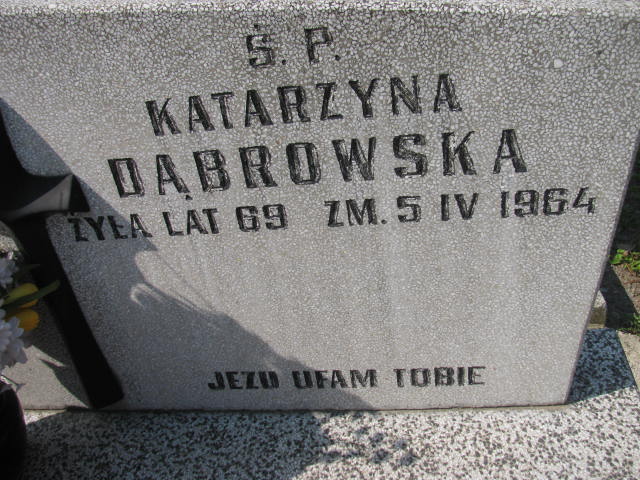 Ś. P.
KATARZYNA
DĄBROWSKA
ŻYŁA LAT 69 ZM. 5 IV 1964
JEZU UFAM TOBIE